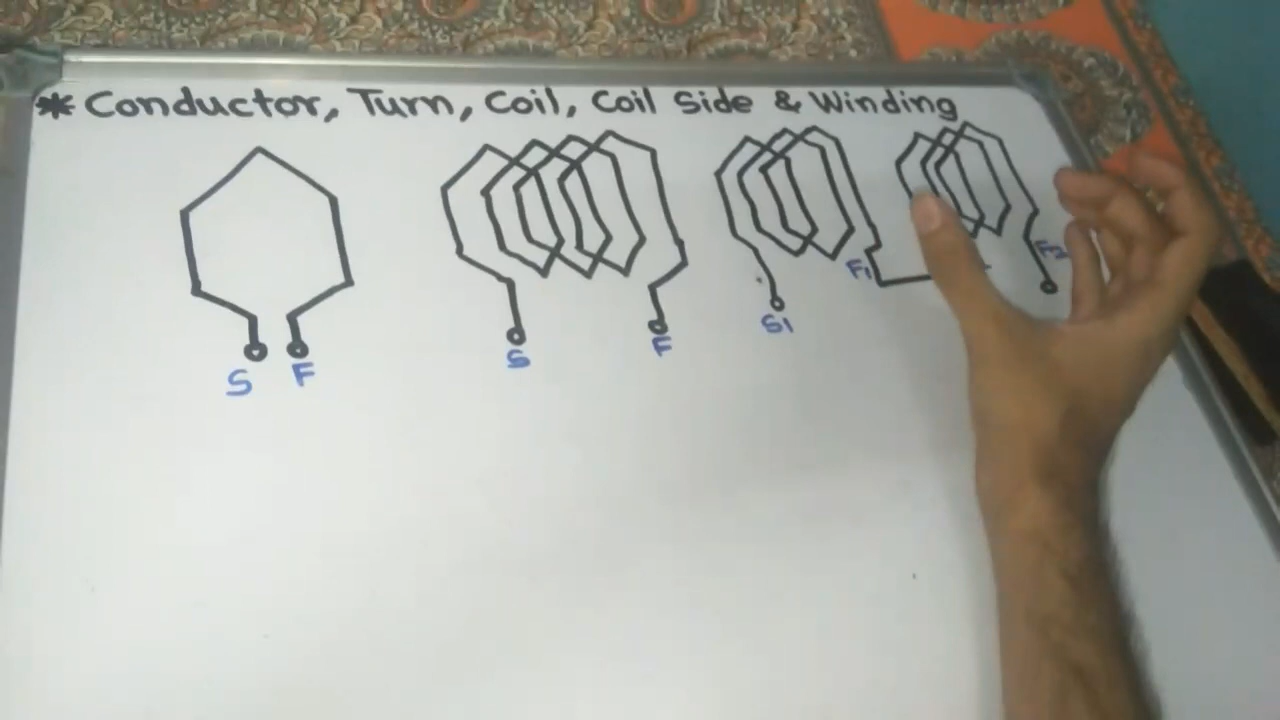 * Conductor, Turn, Coil, Coil Side & Winding
S F
S F
S1 F1 F2